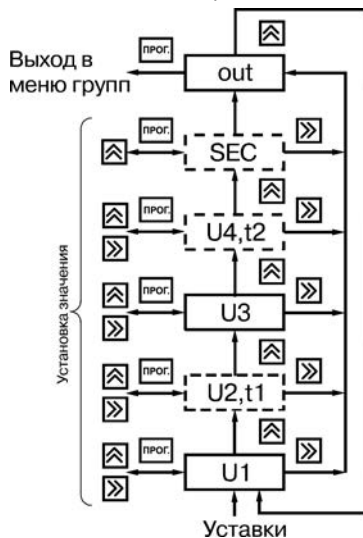 ПРОГ.
Выход в
меню групп
out
ПРОГ.
SEC
ПРОГ.
U4,t2
ПРОГ.
U3
ПРОГ.
U2,t1
ПРОГ.
U1
Установка значения
Уставки